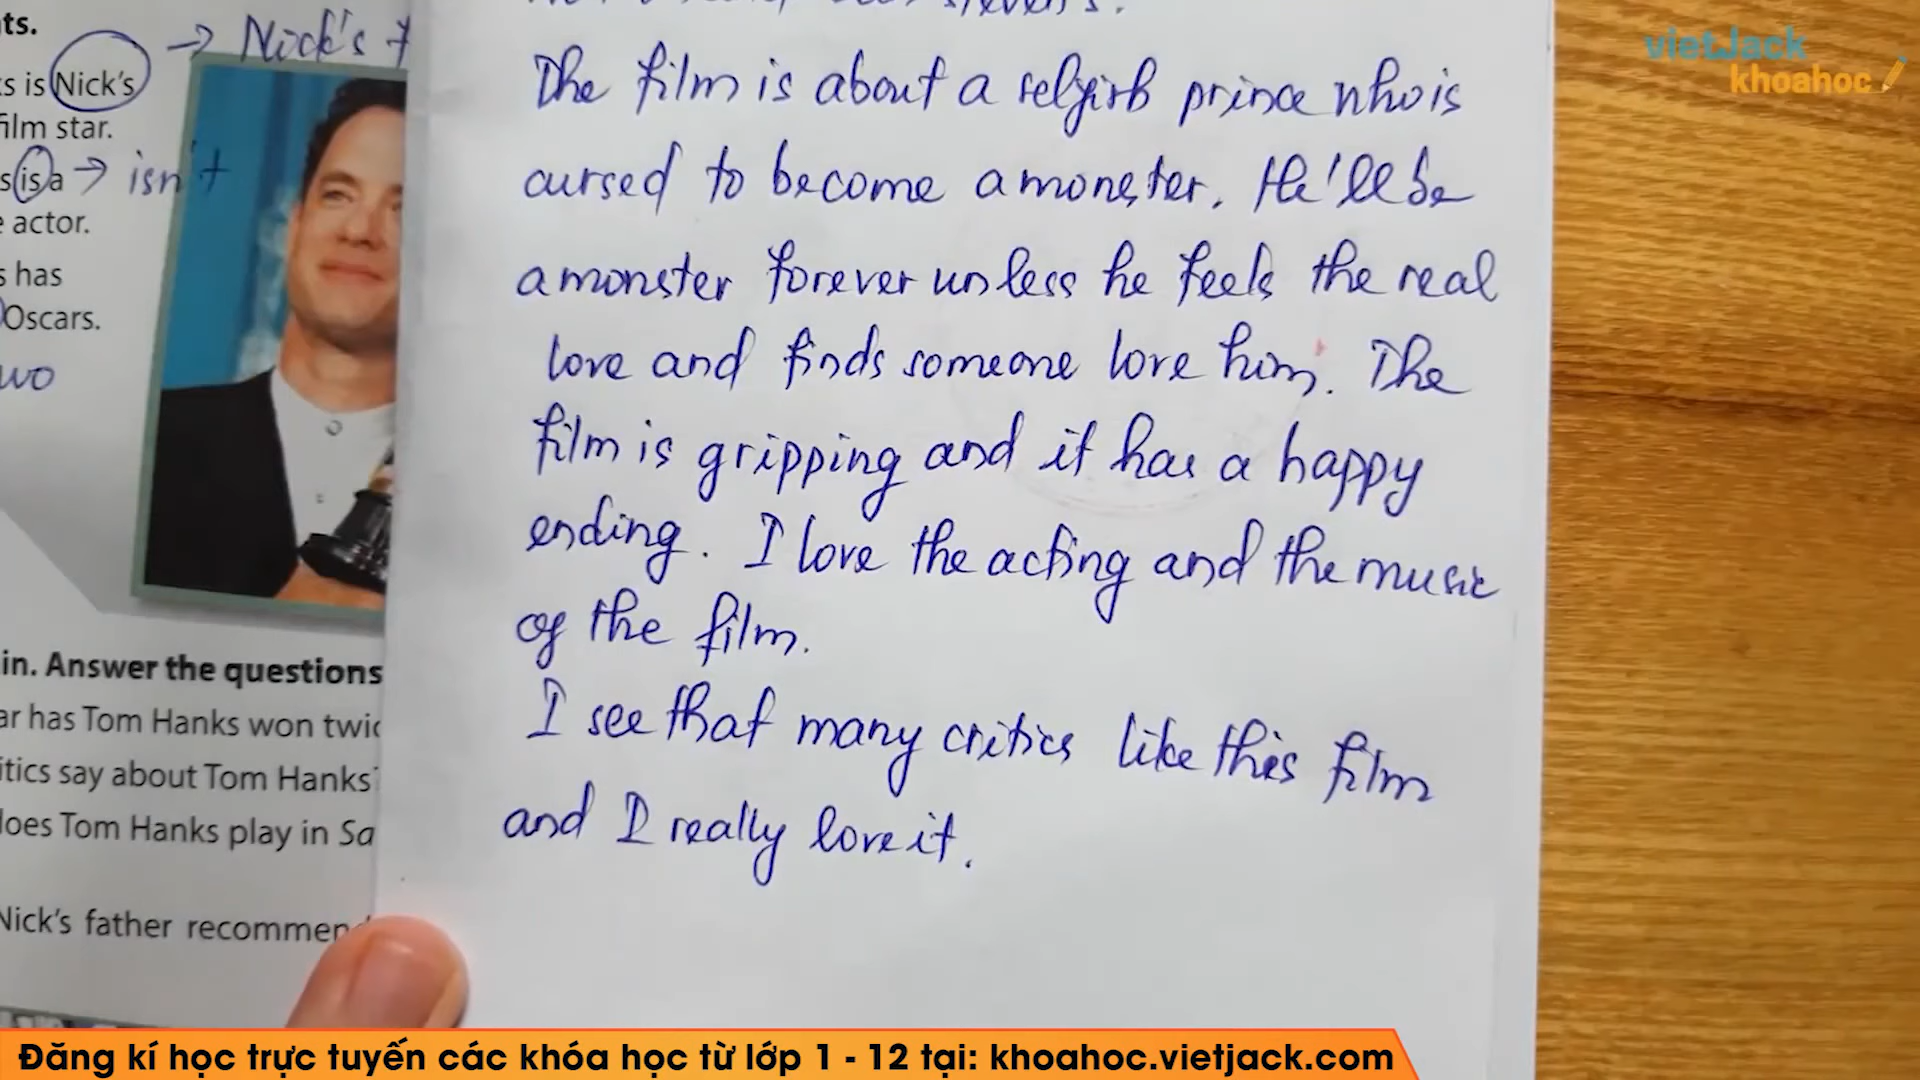 ts.
→ Nick's f
s is Nick's
film star.
s is a → isn't
actor.
s has
Oscars.
wo
in. Answer the questions
ar has Tom Hanks won twic
itics say about Tom Hanks?
does Tom Hanks play in Sa
Nick's father recommen
The film is about a selfish prince who is
cursed to become a monster. He'll be
a monster forever unless he feels the real
love and finds someone love him. The
film is gripping and it has a happy
ending. I love the acting and the music
of the film.
I see that many critics like this film
and I really love it.
vietJack
khoahoc
Đăng kí học trực tuyến các khóa học từ lớp 1 - 12 tại: khoahoc.vietjack.com